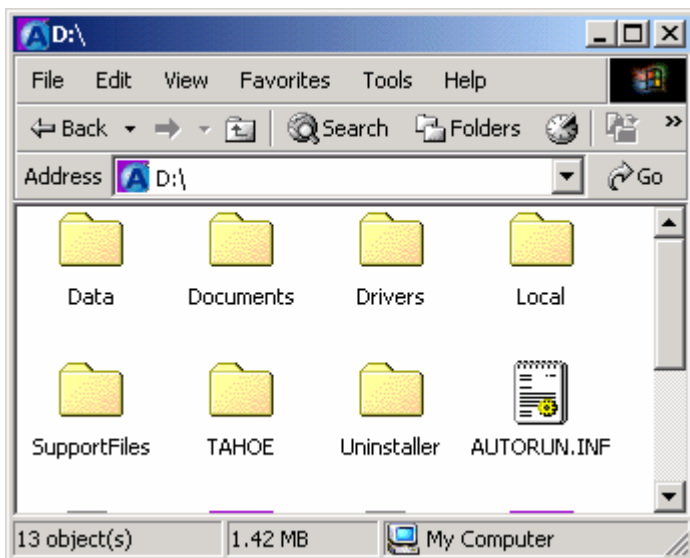 D:\
File Edit View Favorites Tools Help
Back Search Folders »
Address D:\ Go
Data Documents Drivers Local
SupportFiles TAHOE Uninstaller AUTORUN.INF
13 object(s) 1.42 MB My Computer